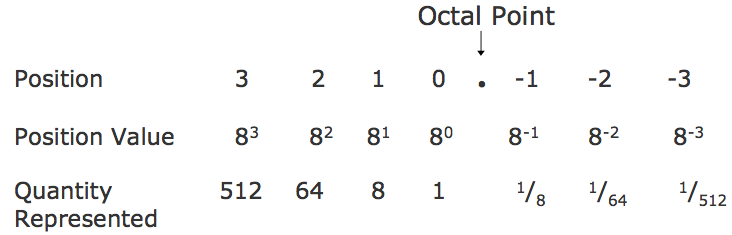 Octal Point
Position 3 2 1 0 . -1 -2 -3
Position Value 8³ 8² 8¹ 8⁰ 8⁻¹ 8⁻² 8⁻³
Quantity 512 64 8 1 ¹/₈ ¹/₆₄ ¹/₅₁₂
Represented